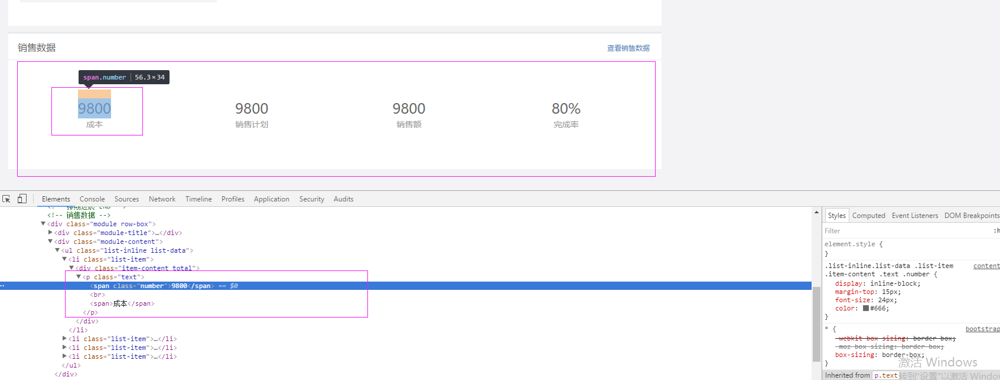 销售数据
查看销售数据
span.number | 56.3×34
9800 9800 9800 80%
成本 销售计划 销售额 完成率
Elements Console Sources Network Timeline Profiles Application Security Audits
<!-- 销售数据 -->
<div class="module row-box">
<div class="module-title">…</div>
<div class="module-content">
<ul class="list-inline list-data">
<li class="list-item">
<div class="item-content total">
<p class="text">
<span class="number">9800</span> == $0
<br>
<span>成本</span>
</p>
</div>
</li>
<li class="list-item">…</li>
<li class="list-item">…</li>
<li class="list-item">…</li>
</ul>
</div>
Styles Computed Event Listeners DOM Breakpoints
Filter :h
element.style {
}
.list-inline.list-data .list-item content
.item-content .text .number {
display: inline-block;
margin-top: 15px;
font-size: 24px;
color: #666;
}
* { bootstrap
-webkit-box-sizing: border-box;
-moz-box-sizing: border-box;
box-sizing: border-box;
}
激活 Windows
Inherited from p.text
转到"设置"以激活 Window